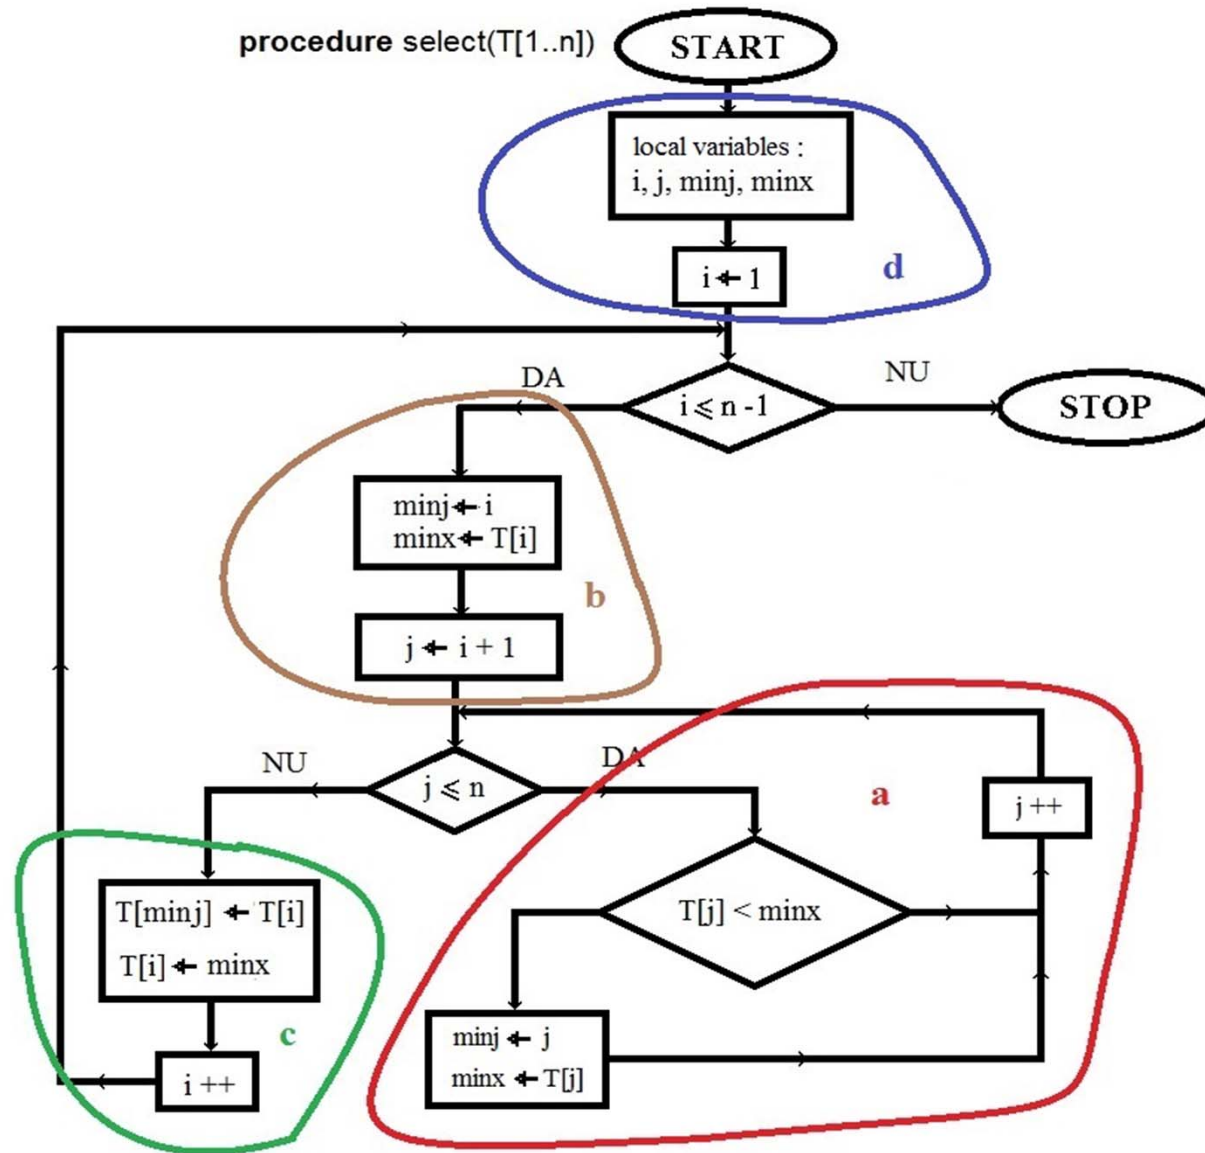 procedure select(T[1..n])
START
local variables :
i, j, minj, minx
i ← 1
d
i ⩽ n -1
DA
NU
STOP
minj ← i
minx ← T[i]
b
j ← i + 1
j ⩽ n
NU
DA
a
j ++
T[j] < minx
T[minj] ← T[i]
T[i] ← minx
c
i ++
minj ← j
minx ← T[j]